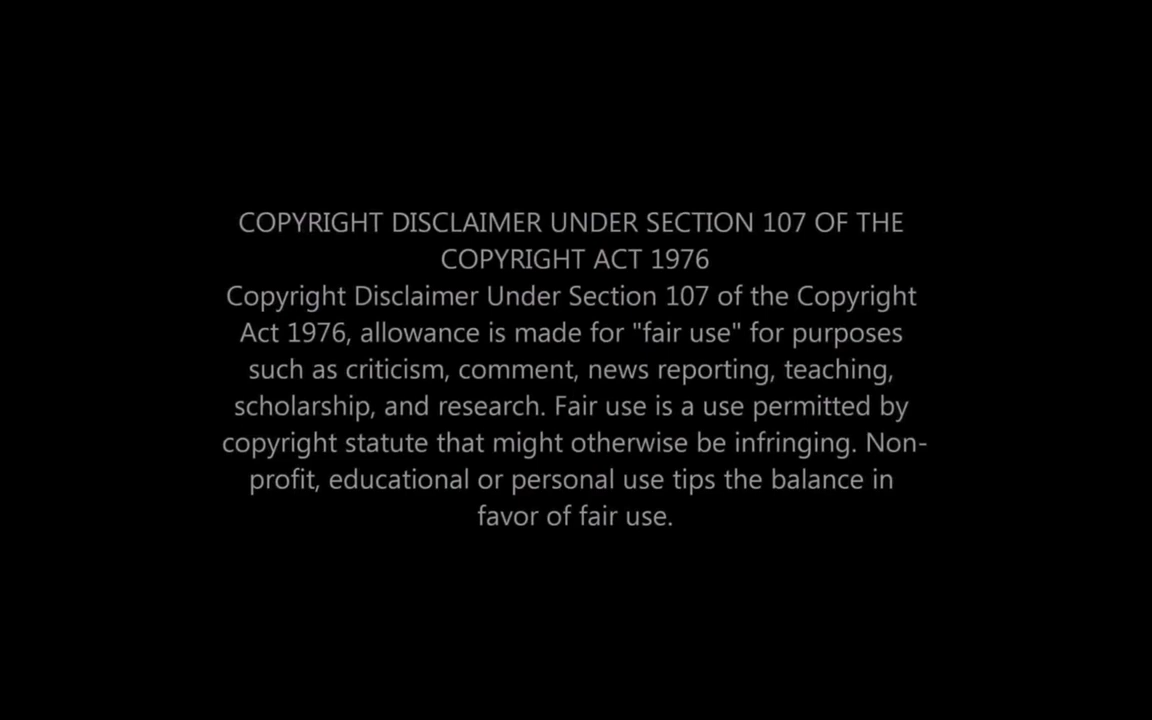 COPYRIGHT DISCLAIMER UNDER SECTION 107 OF THE
COPYRIGHT ACT 1976
Copyright Disclaimer Under Section 107 of the Copyright
Act 1976, allowance is made for "fair use" for purposes
such as criticism, comment, news reporting, teaching,
scholarship, and research. Fair use is a use permitted by
copyright statute that might otherwise be infringing. Non-
profit, educational or personal use tips the balance in
favor of fair use.